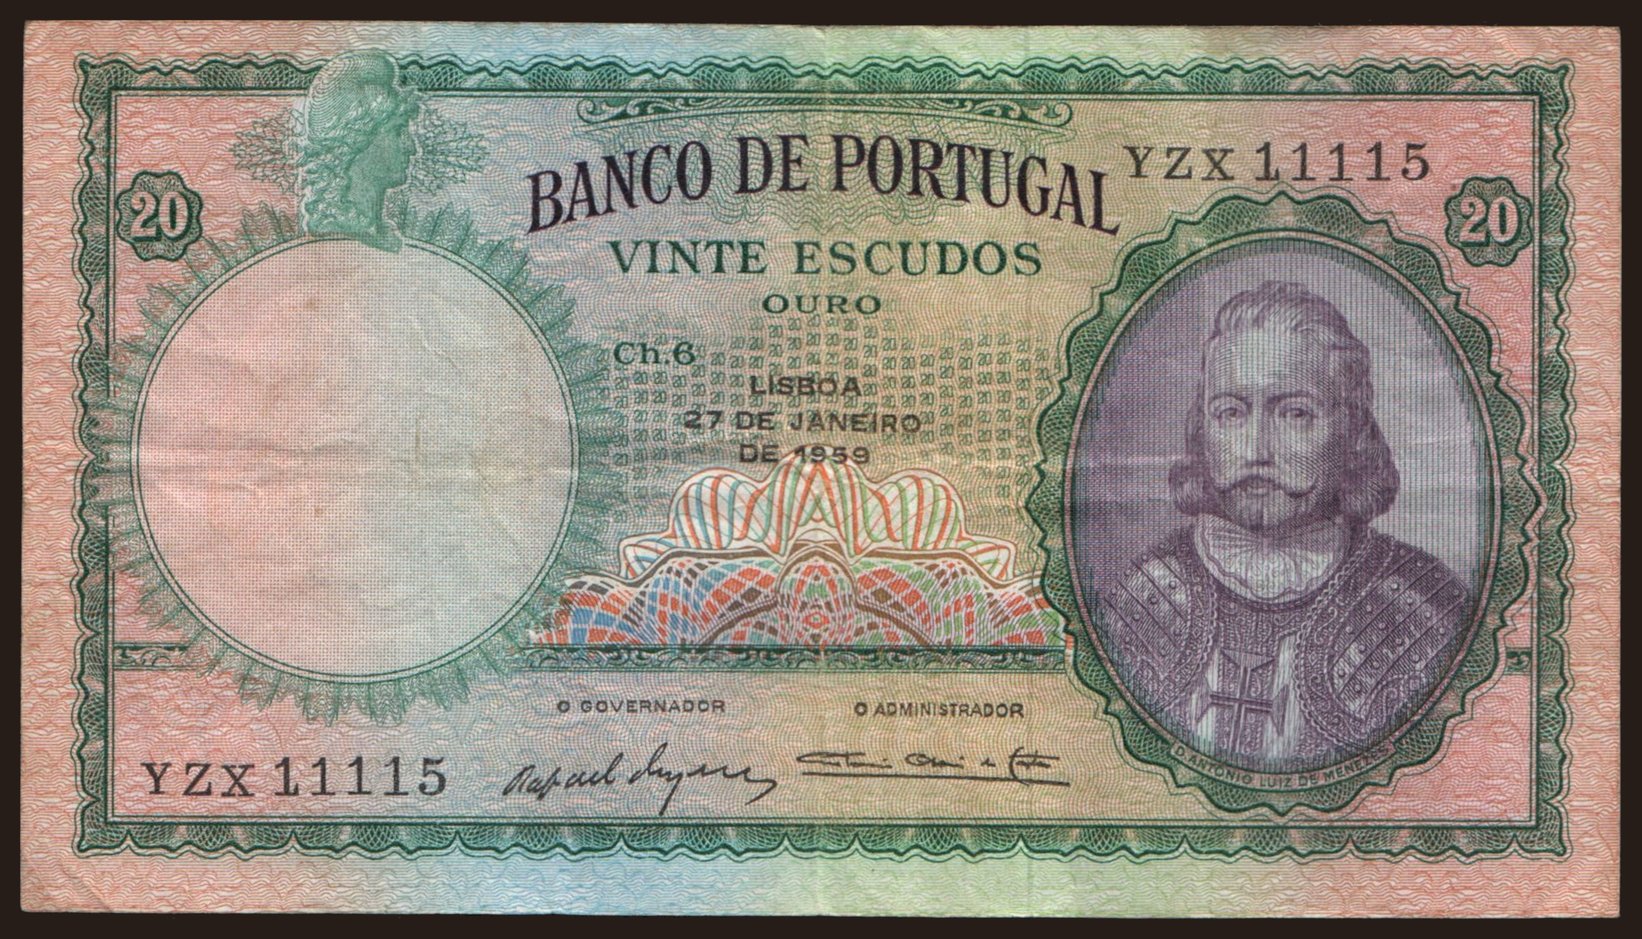 BANCO DE PORTUGAL
YZX 11115
20
20
VINTE ESCUDOS
OURO
Ch.6
LISBOA
27 DE JANEIRO
DE 1959
O GOVERNADOR
O ADMINISTRADOR
YZX 11115
D. ANTONIO LUIZ DE MENEZES